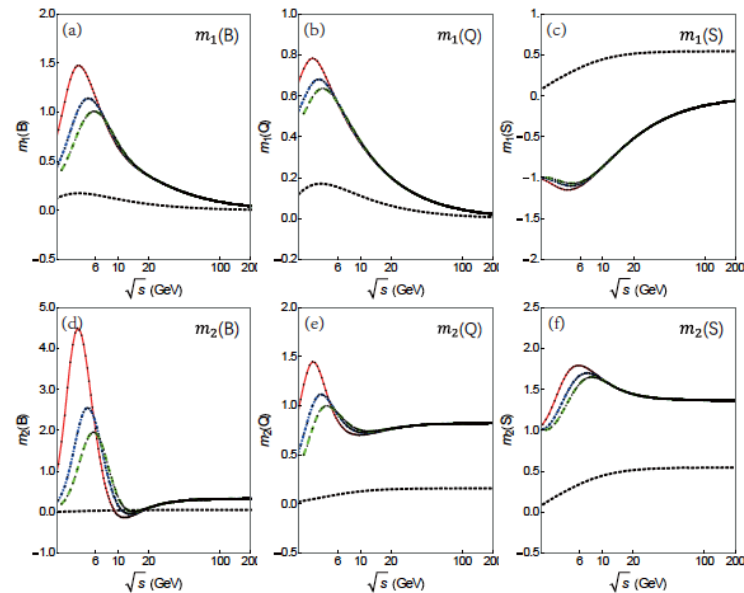 (a) m₁(B)
m₁(B)
2.0
1.5
1.0
0.5
0.0
−0.5
6 10 20 100 200
√s (GeV)
(b) m₁(Q)
m₁(Q)
1.0
0.8
0.6
0.4
0.2
0.0
−0.2
6 10 20 100 200
√s (GeV)
(c) m₁(S)
m₁(S)
1.
0.5
0.
−0.5
−1.
−1.5
−2.
6 10 20 100 200
√s (GeV)
(d) m₂(B)
m₂(B)
5.0
4.0
3.0
2.0
1.0
0.0
−1.0
6 10 20 100 200
√s (GeV)
(e) m₂(Q)
m₂(Q)
2.0
1.5
1.0
0.5
0.0
−0.5
6 10 20 100 200
√s (GeV)
(f) m₂(S)
m₂(S)
2.5
2.0
1.5
1.0
0.5
0.0
−0.5
6 10 20 100 200
√s (GeV)